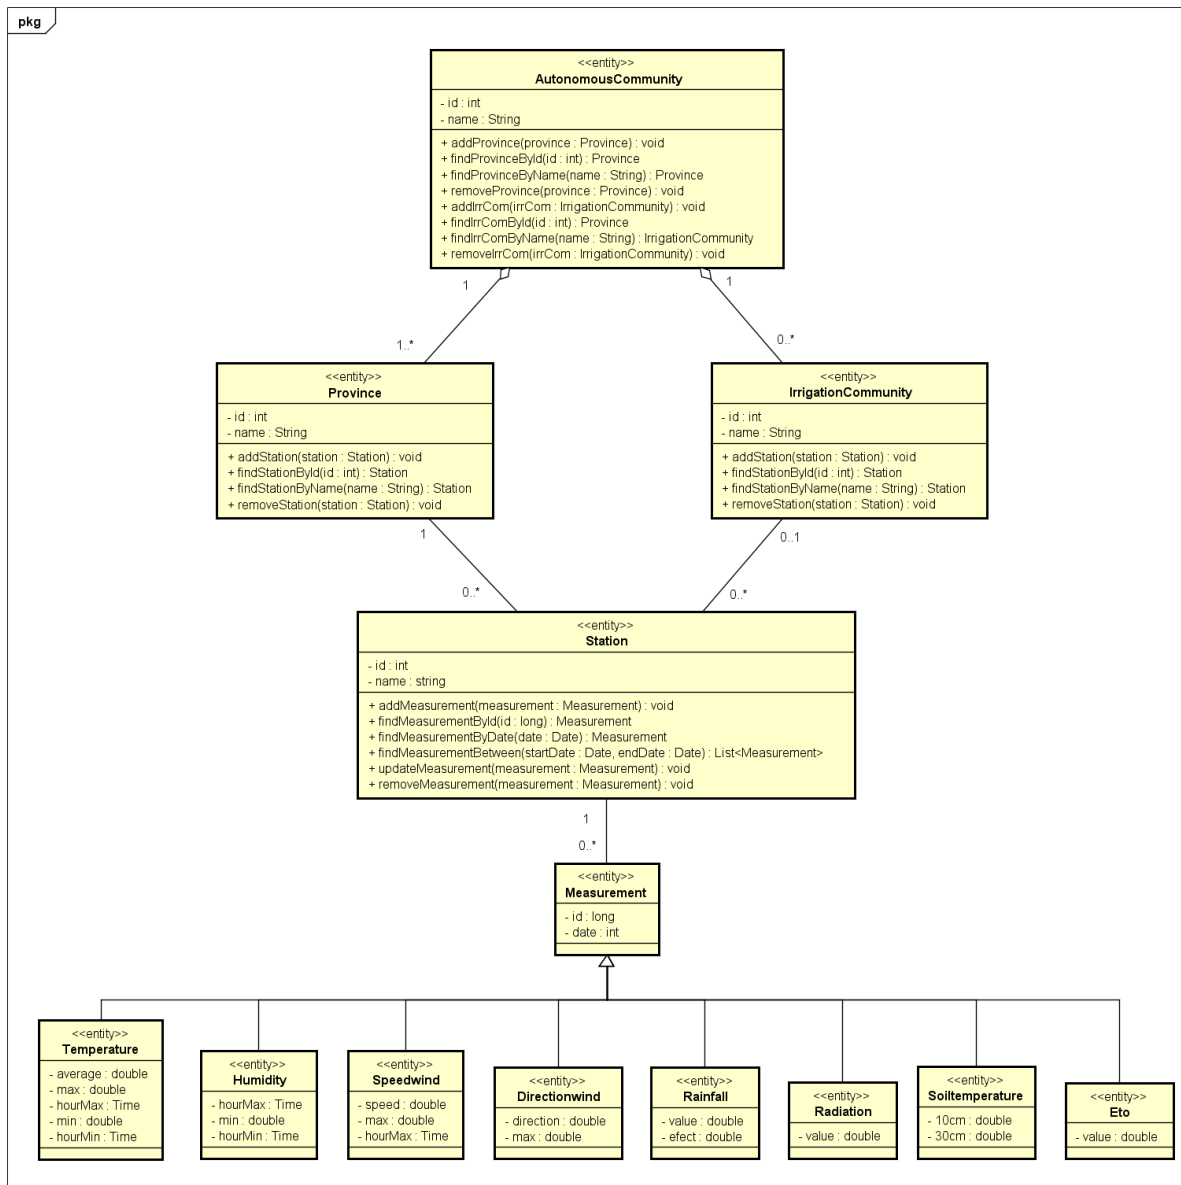 pkg
<<entity>>
AutonomousCommunity
- id : int
- name : String
+ addProvince(province : Province) : void
+ findProvinceById(id : int) : Province
+ findProvinceByName(name : String) : Province
+ removeProvince(province : Province) : void
+ addIrrCom(irrCom : IrrigationCommunity) : void
+ findIrrComById(id : int) : Province
+ findIrrComByName(name : String) : IrrigationCommunity
+ removeIrrCom(irrCom : IrrigationCommunity) : void
1
1
1..*
0..*
<<entity>>
Province
- id : int
- name : String
+ addStation(station : Station) : void
+ findStationById(id : int) : Station
+ findStationByName(name : String) : Station
+ removeStation(station : Station) : void
<<entity>>
IrrigationCommunity
- id : int
- name : String
+ addStation(station : Station) : void
+ findStationById(id : int) : Station
+ findStationByName(name : String) : Station
+ removeStation(station : Station) : void
1
0..1
0..*
0..*
<<entity>>
Station
- id : int
- name : string
+ addMeasurement(measurement : Measurement) : void
+ findMeasurementById(id : long) : Measurement
+ findMeasurementByDate(date : Date) : Measurement
+ findMeasurementBetween(startDate : Date, endDate : Date) : List<Measurement>
+ updateMeasurement(measurement : Measurement) : void
+ removeMeasurement(measurement : Measurement) : void
1
0..*
<<entity>>
Measurement
- id : long
- date : int
<<entity>>
Temperature
- average : double
- max : double
- hourMax : Time
- min : double
- hourMin : Time
<<entity>>
Humidity
- hourMax : Time
- min : double
- hourMin : Time
<<entity>>
Speedwind
- speed : double
- max : double
- hourMax : Time
<<entity>>
Directionwind
- direction : double
- max : double
<<entity>>
Rainfall
- value : double
- efect : double
<<entity>>
Radiation
- value : double
<<entity>>
Soiltemperature
- 10cm : double
- 30cm : double
<<entity>>
Eto
- value : double